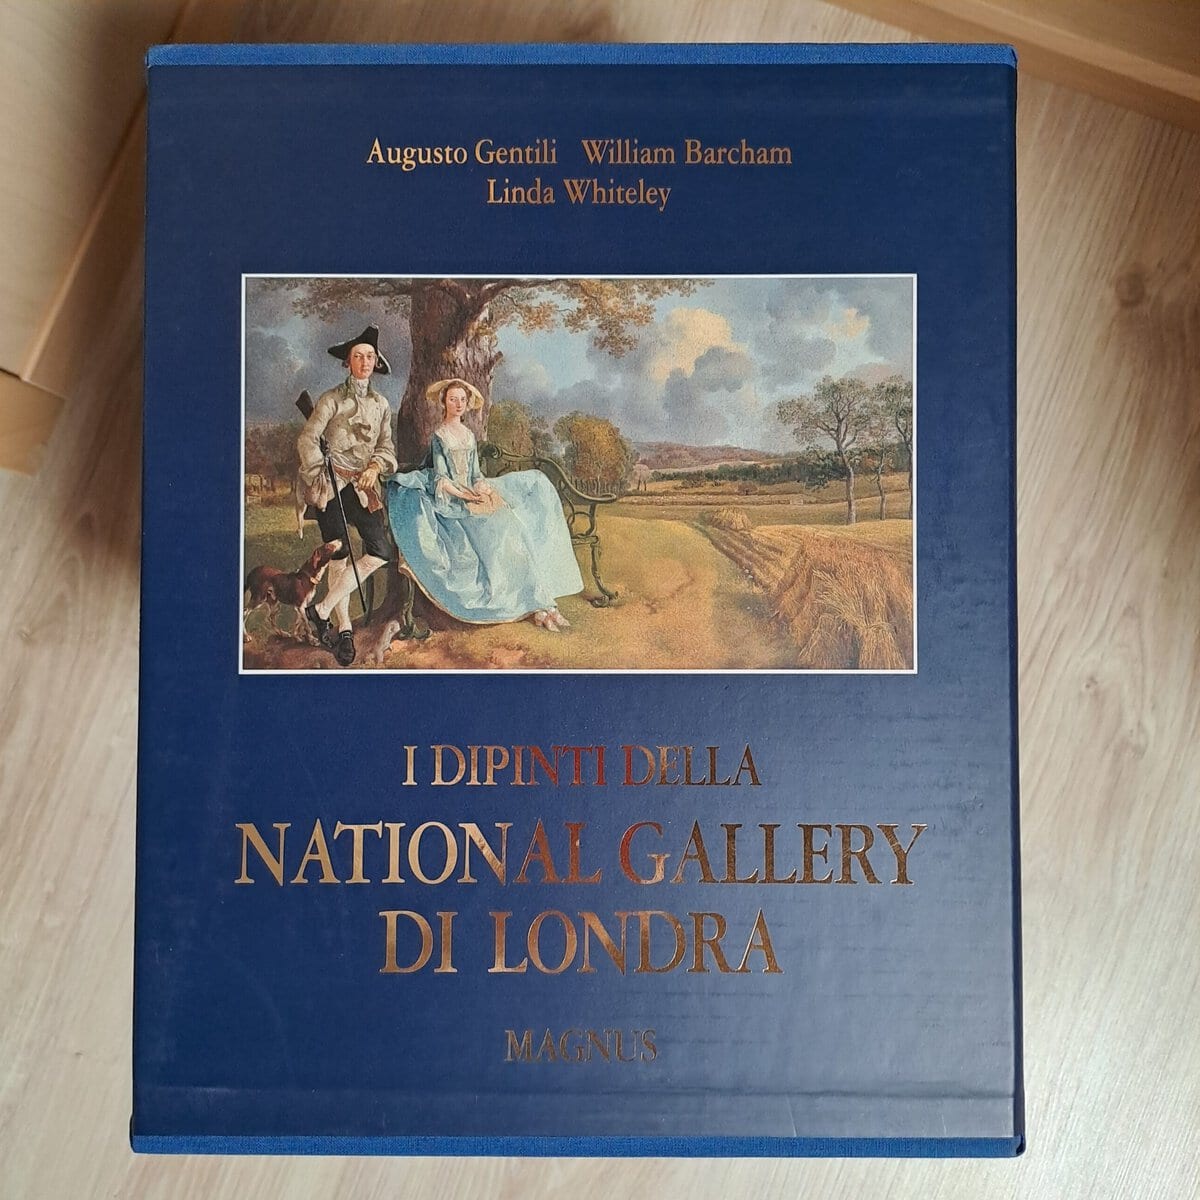 Augusto Gentili William Barcham
Linda Whiteley
I DIPINTI DELLA
NATIONAL GALLERY
DI LONDRA
MAGNUS